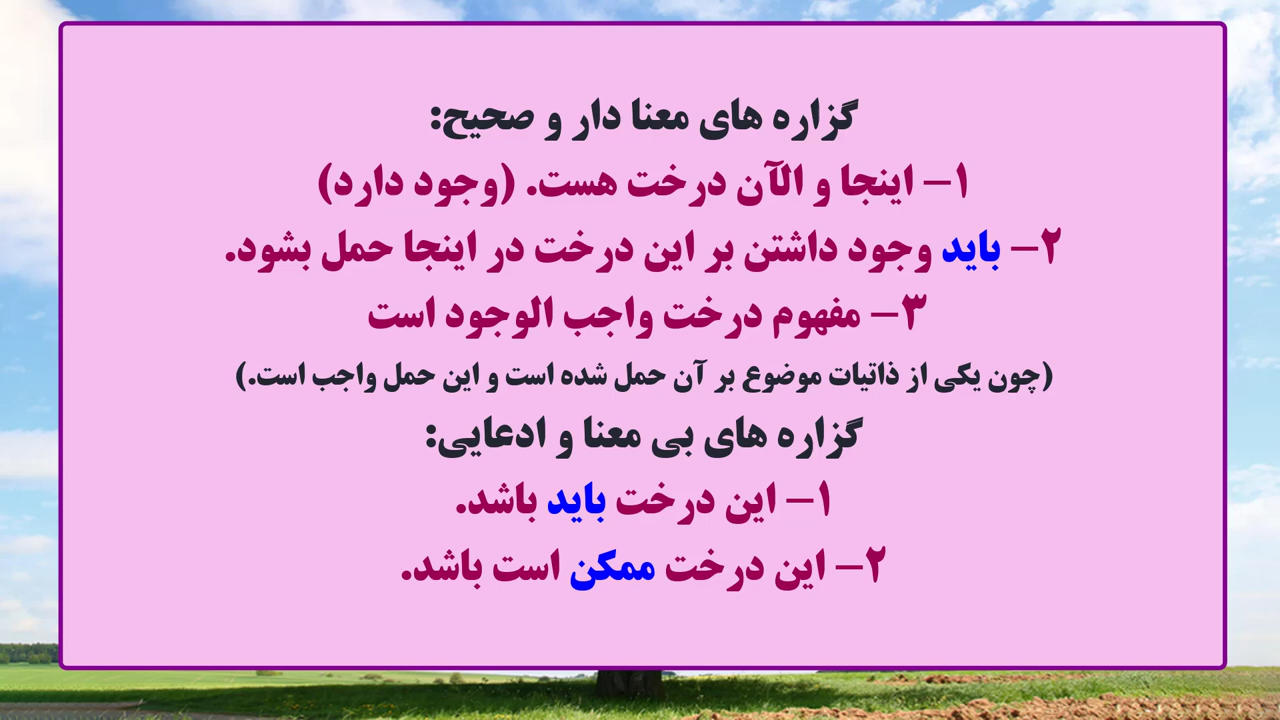 گزاره های معنا دار و صحیح:
۱- اینجا و الآن درخت هست. (وجود دارد)
۲- باید وجود داشتن بر این درخت در اینجا حمل بشود.
۳- مفهوم درخت واجب الوجود است
(چون یکی از ذاتیات موضوع بر آن حمل شده است و این حمل واجب است.)
گزاره های بی معنا و ادعایی:
۱- این درخت باید باشد.
۲- این درخت ممکن است باشد.